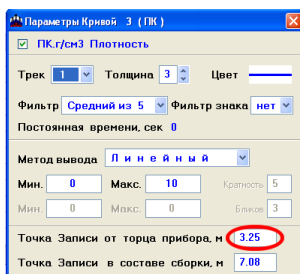 Параметры Кривой 3 ( ПК )
ПК.г/см3 Плотность
Трек 1 Толщина 3 Цвет
Фильтр Средний из 5 Фильтр знака нет
Постоянная времени, сек 0
Метод вывода Линейный
Мин. 0 Макс. 10 Кратность 5
Мин. 0 Макс. 0 Бликов 3
Точка Записи от торца прибора, м 3.25
Точка Записи в составе сборки, м 7.08